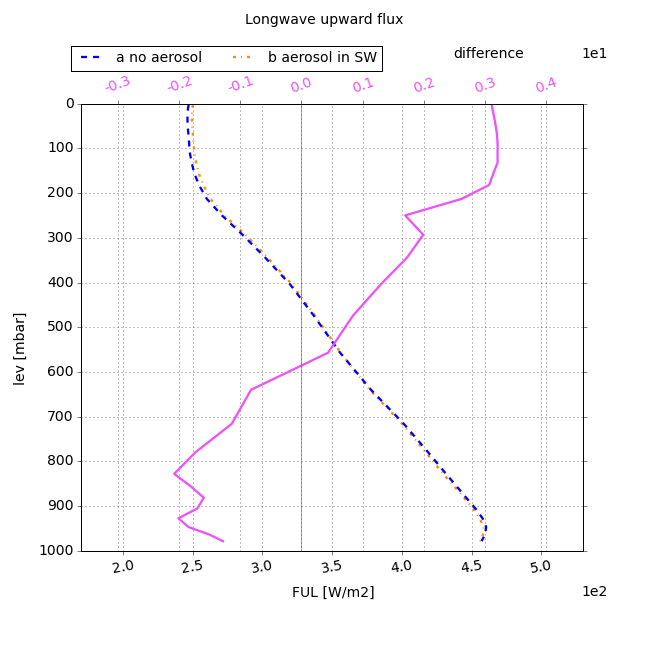 Longwave upward flux
a no aerosol b aerosol in SW difference 1e1
-0.3 -0.2 -0.1 0.0 0.1 0.2 0.3 0.4
0
100
200
300
400
500
600
700
800
900
1000
lev [mbar]
2.0 2.5 3.0 3.5 4.0 4.5 5.0
FUL [W/m2] 1e2